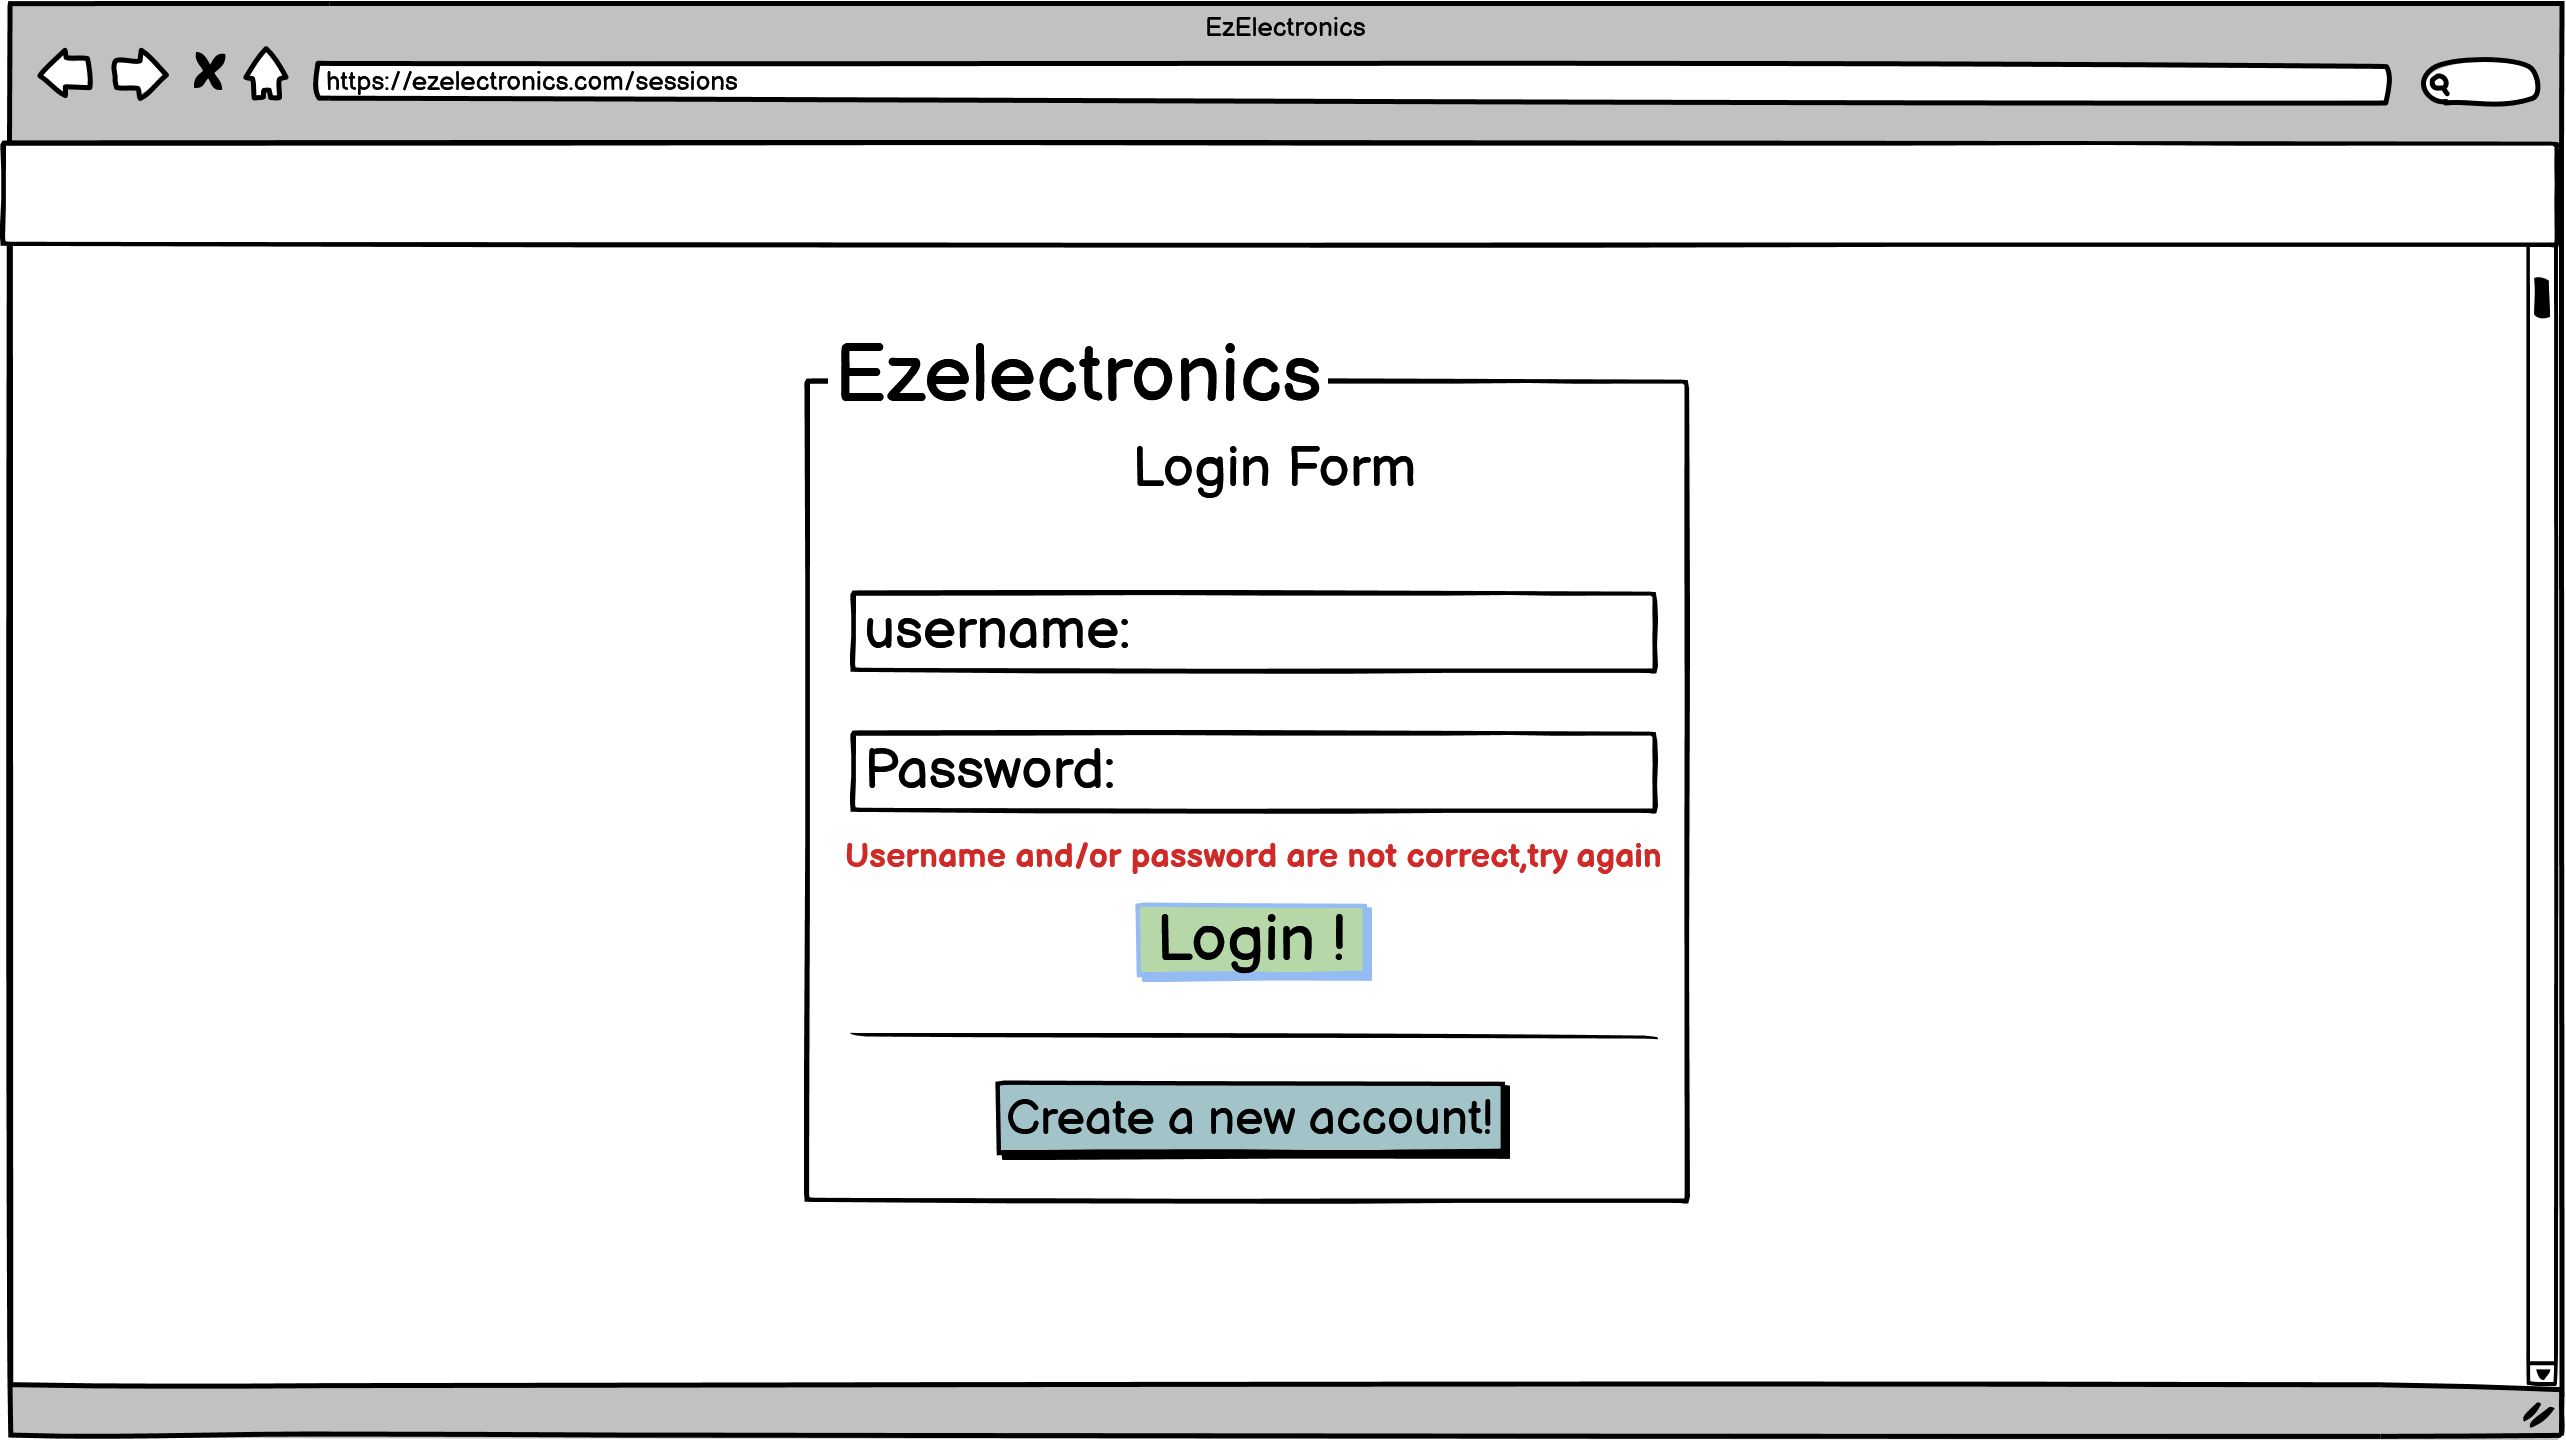 EzElectronics
https://ezelectronics.com/sessions
Ezelectronics
Login Form
username:
Password:
Username and/or password are not correct,try again
Login !
Create a new account!